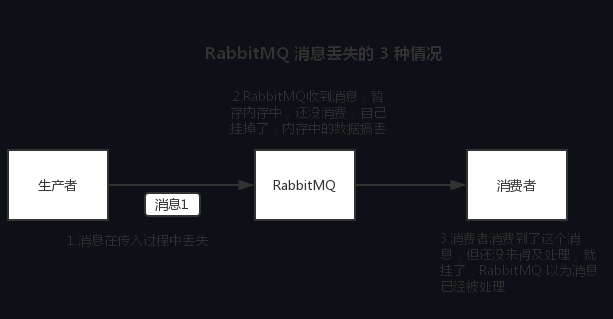 RabbitMQ 消息丢失的 3 种情况
2.RabbitMQ收到消息，暂
存内存中，还没消费，自己
挂掉了，内存中的数据搞丢
生产者
消息1
RabbitMQ
消费者
1.消息在传入过程中丢失
3.消费者消费到了这个消
息，但还没来得及处理，就
挂了，RabbitMQ 以为消息
已经被处理